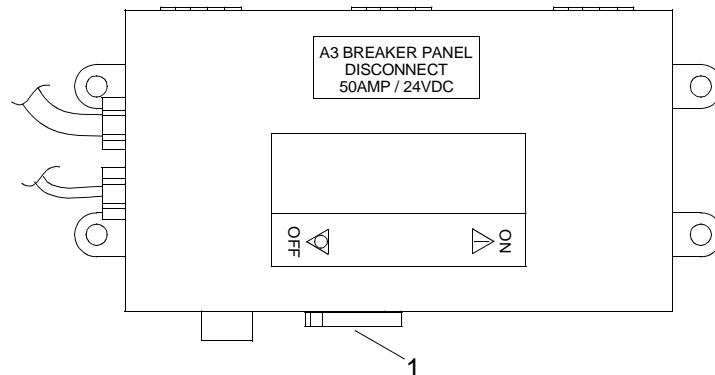 A3 BREAKER PANEL
DISCONNECT
50AMP / 24VDC
OFF
ON
1